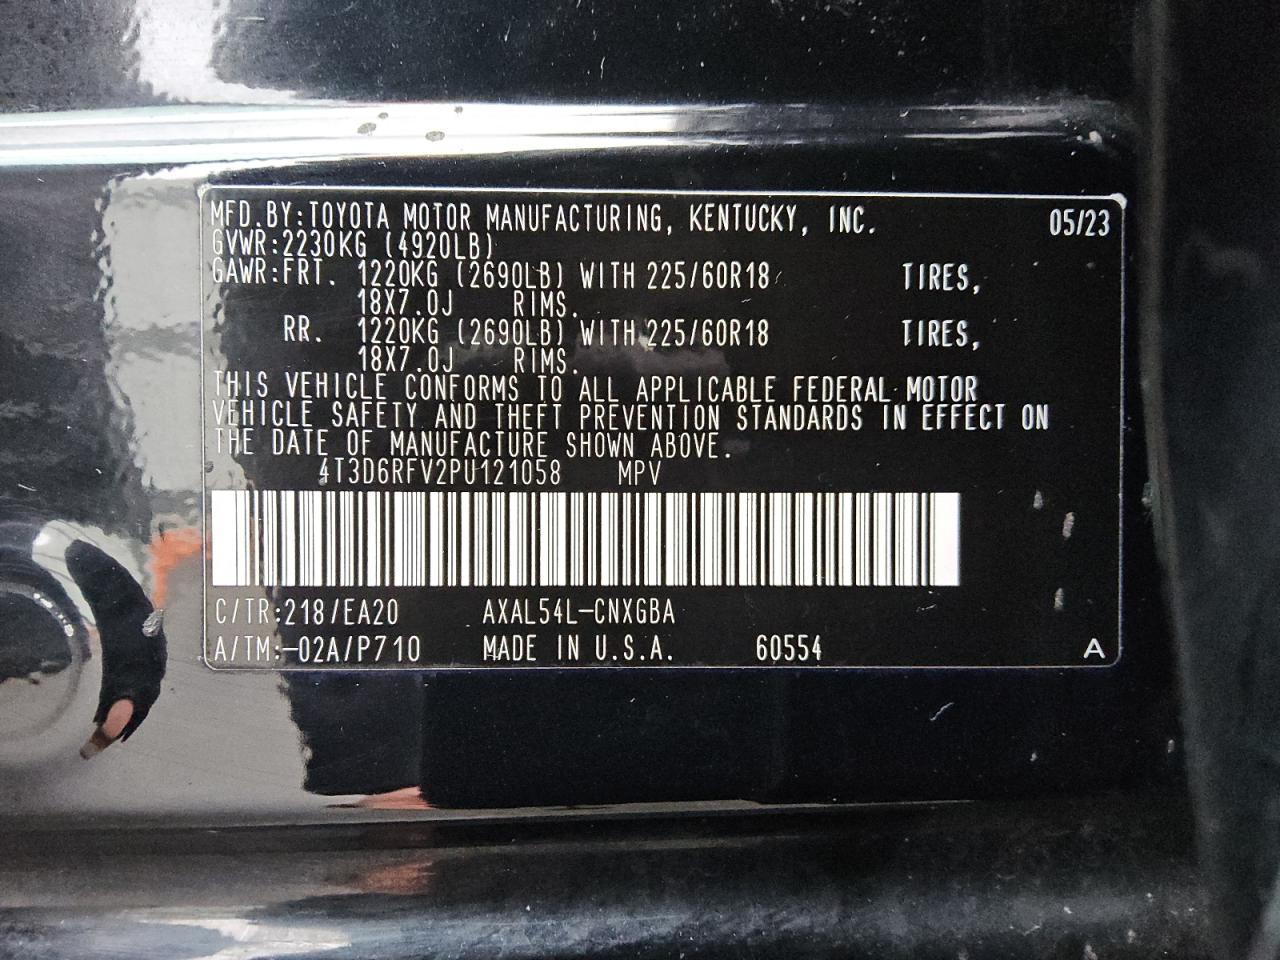 MFD.BY:TOYOTA MOTOR MANUFACTURING, KENTUCKY, INC. 05/23
GVWR:2230KG (4920LB)
GAWR:FRT. 1220KG (2690LB) WITH 225/60R18 TIRES,
18X7.0J RIMS.
RR. 1220KG (2690LB) WITH 225/60R18 TIRES,
18X7.0J RIMS.
THIS VEHICLE CONFORMS TO ALL APPLICABLE FEDERAL MOTOR
VEHICLE SAFETY AND THEFT PREVENTION STANDARDS IN EFFECT ON
THE DATE OF MANUFACTURE SHOWN ABOVE.
4T3D6RFV2PU121058 MPV
C/TR:218/EA20 AXAL54L-CNXGBA
A/TM:-02A/P710 MADE IN U.S.A. 60554 A